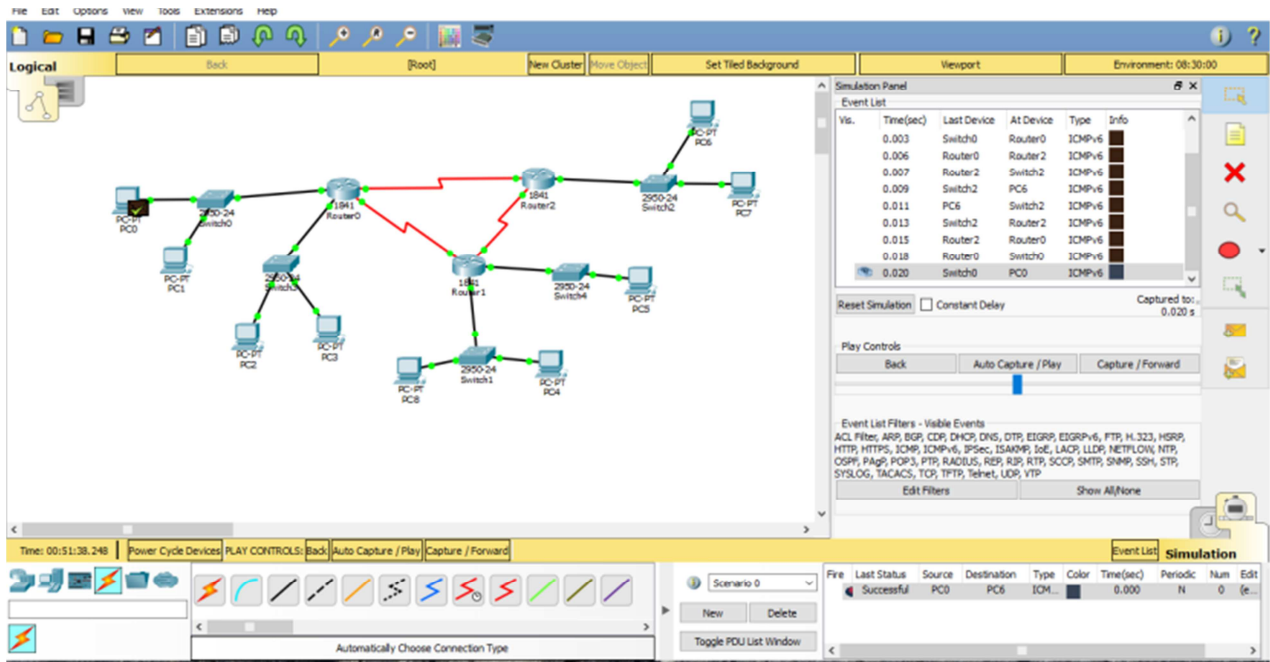 File Edit Options View Tools Extensions Help
Logical Back [Root] New Cluster Move Object Set Tiled Background Viewport Environment: 08:30:00
PC-PT
PC6
PC-PT
PC0
2950-24
Switch0
1841
Router0
1841
Router2
2950-24
Switch2
PC-PT
PC7
PC-PT
PC1
2950-24
1841
Router1
2950-24
Switch4
PC-PT
PC5
PC-PT
PC2
PC-PT
PC3
PC-PT
PC8
2950-24
Switch1
PC-PT
PC4
Simulation Panel
Event List
Vis. Time(sec) Last Device At Device Type Info
0.003 Switch0 Router0 ICMPv6
0.006 Router0 Router2 ICMPv6
0.007 Router2 Switch2 ICMPv6
0.009 Switch2 PC6 ICMPv6
0.011 PC6 Switch2 ICMPv6
0.013 Switch2 Router2 ICMPv6
0.015 Router2 Router0 ICMPv6
0.018 Router0 Switch0 ICMPv6
0.020 Switch0 PC0 ICMPv6
Reset Simulation Constant Delay Captured to:
0.020 s
Play Controls
Back Auto Capture / Play Capture / Forward
Event List Filters - Visible Events
ACL Filter, ARP, BGP, CDP, DHCP, DNS, DTP, EIGRP, EIGRPv6, FTP, H.323, HSRP,
HTTP, HTTPS, ICMP, ICMPv6, IPSec, ISAKMP, IoE, LACP, LLDP, NETFLOW, NTP,
OSPF, PAgP, POP3, PTP, RADIUS, REP, RIP, RTP, SCCP, SMTP, SNMP, SSH, STP,
SYSLOG, TACACS, TCP, TFTP, Telnet, UDP, VTP
Edit Filters Show All/None
Time: 00:51:38.248 Power Cycle Devices PLAY CONTROLS: Back Auto Capture / Play Capture / Forward Event List Simulation
Scenario 0
New Delete
Toggle PDU List Window
Fire Last Status Source Destination Type Color Time(sec) Periodic Num Edit
Successful PC0 PC6 ICM... 0.000 N 0 (e...
Automatically Choose Connection Type